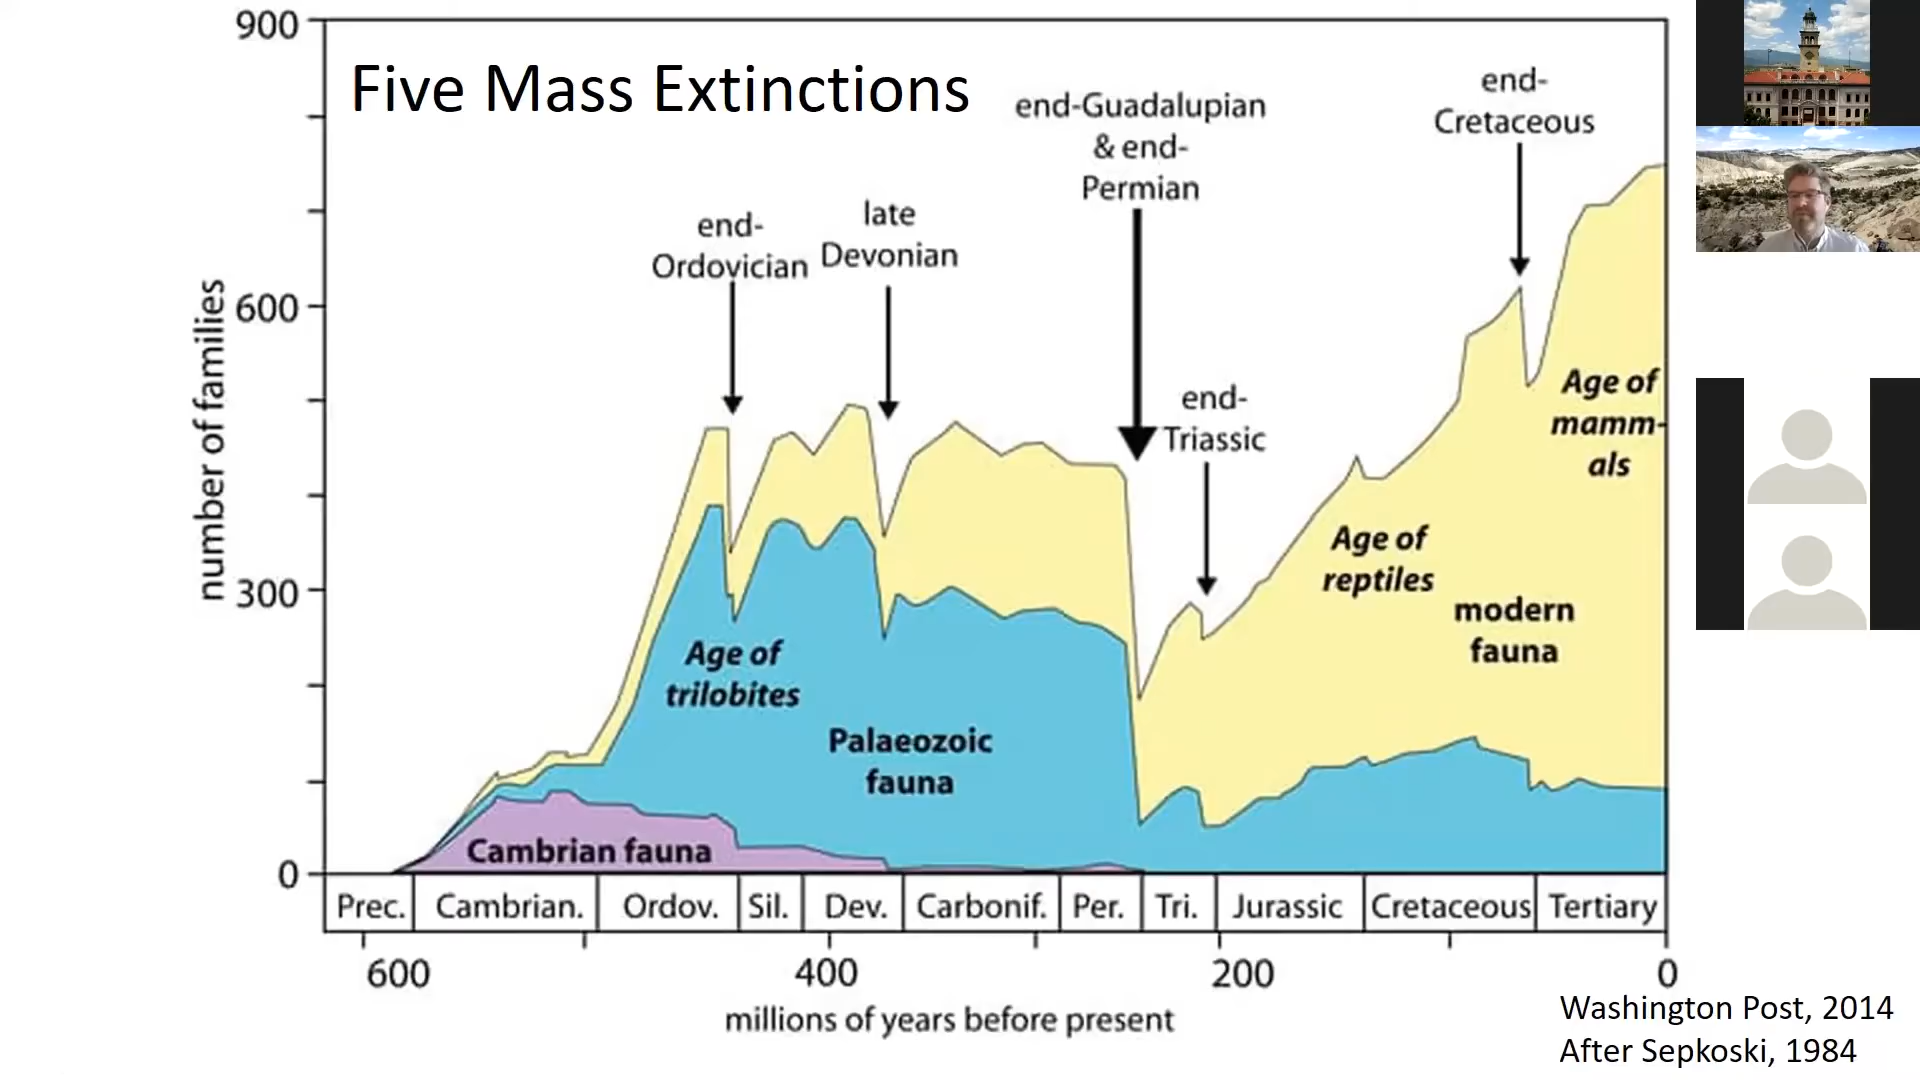 Five Mass Extinctions
900
600
300
0
number of families
end-
Ordovician
late
Devonian
end-Guadalupian
& end-
Permian
end-
Triassic
end-
Cretaceous
Age of
trilobites
Palaeozoic
fauna
Cambrian fauna
Age of
reptiles
modern
fauna
Age of
mamm-
als
Prec. Cambrian. Ordov. Sil. Dev. Carbonif. Per. Tri. Jurassic Cretaceous Tertiary
600 400 200 0
millions of years before present
Washington Post, 2014
After Sepkoski, 1984